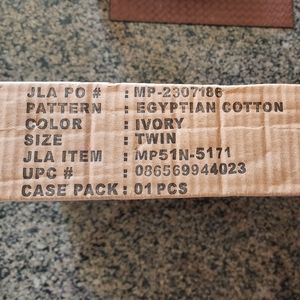 JLA PO # : MP-2307186
PATTERN : EGYPTIAN COTTON
COLOR : IVORY
SIZE : TWIN
JLA ITEM : MP51N-5171
UPC # : 086569944023
CASE PACK : 01 PCS